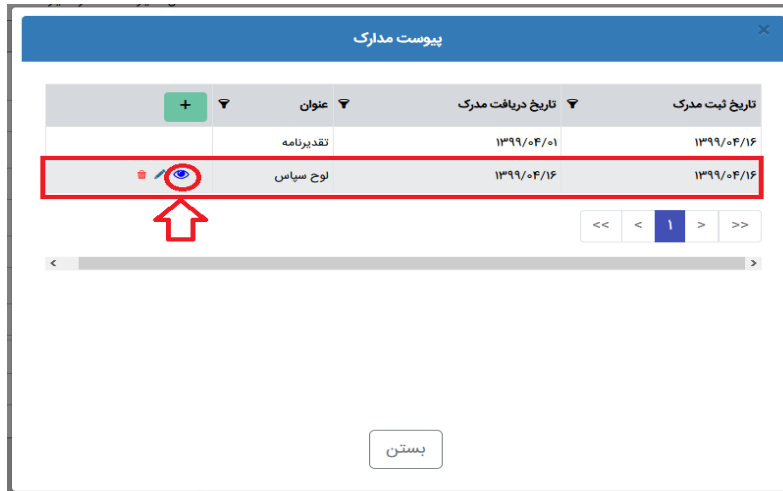 پیوست مدارک ×
تاریخ ثبت مدرک تاریخ دریافت مدرک عنوان +
۱۳۹۹/۰۴/۱۶ ۱۳۹۹/۰۴/۰۱ تقدیرنامه
۱۳۹۹/۰۴/۱۶ ۱۳۹۹/۰۴/۱۶ لوح سپاس
<< < ۱ > >>
بستن